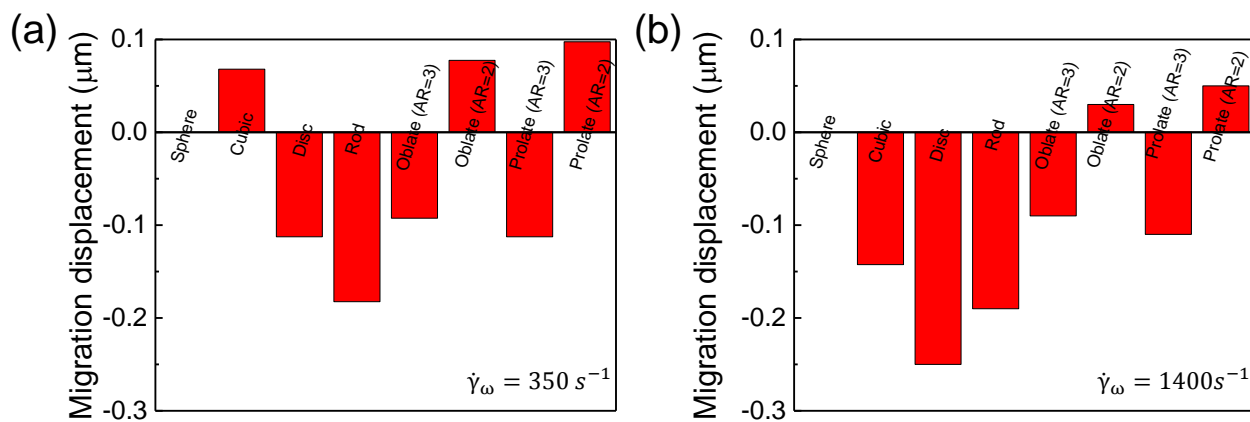 (a)
Migration displacement (μm)
0.1
0.0
-0.1
-0.2
-0.3
Sphere
Cubic
Disc
Rod
Oblate (AR=3)
Oblate (AR=2)
Prolate (AR=3)
Prolate (AR=2)
γ̇ω = 350 s⁻¹
(b)
Migration displacement (μm)
0.1
0.0
-0.1
-0.2
-0.3
Sphere
Cubic
Disc
Rod
Oblate (AR=3)
Oblate (AR=2)
Prolate (AR=3)
Prolate (AR=2)
γ̇ω = 1400s⁻¹